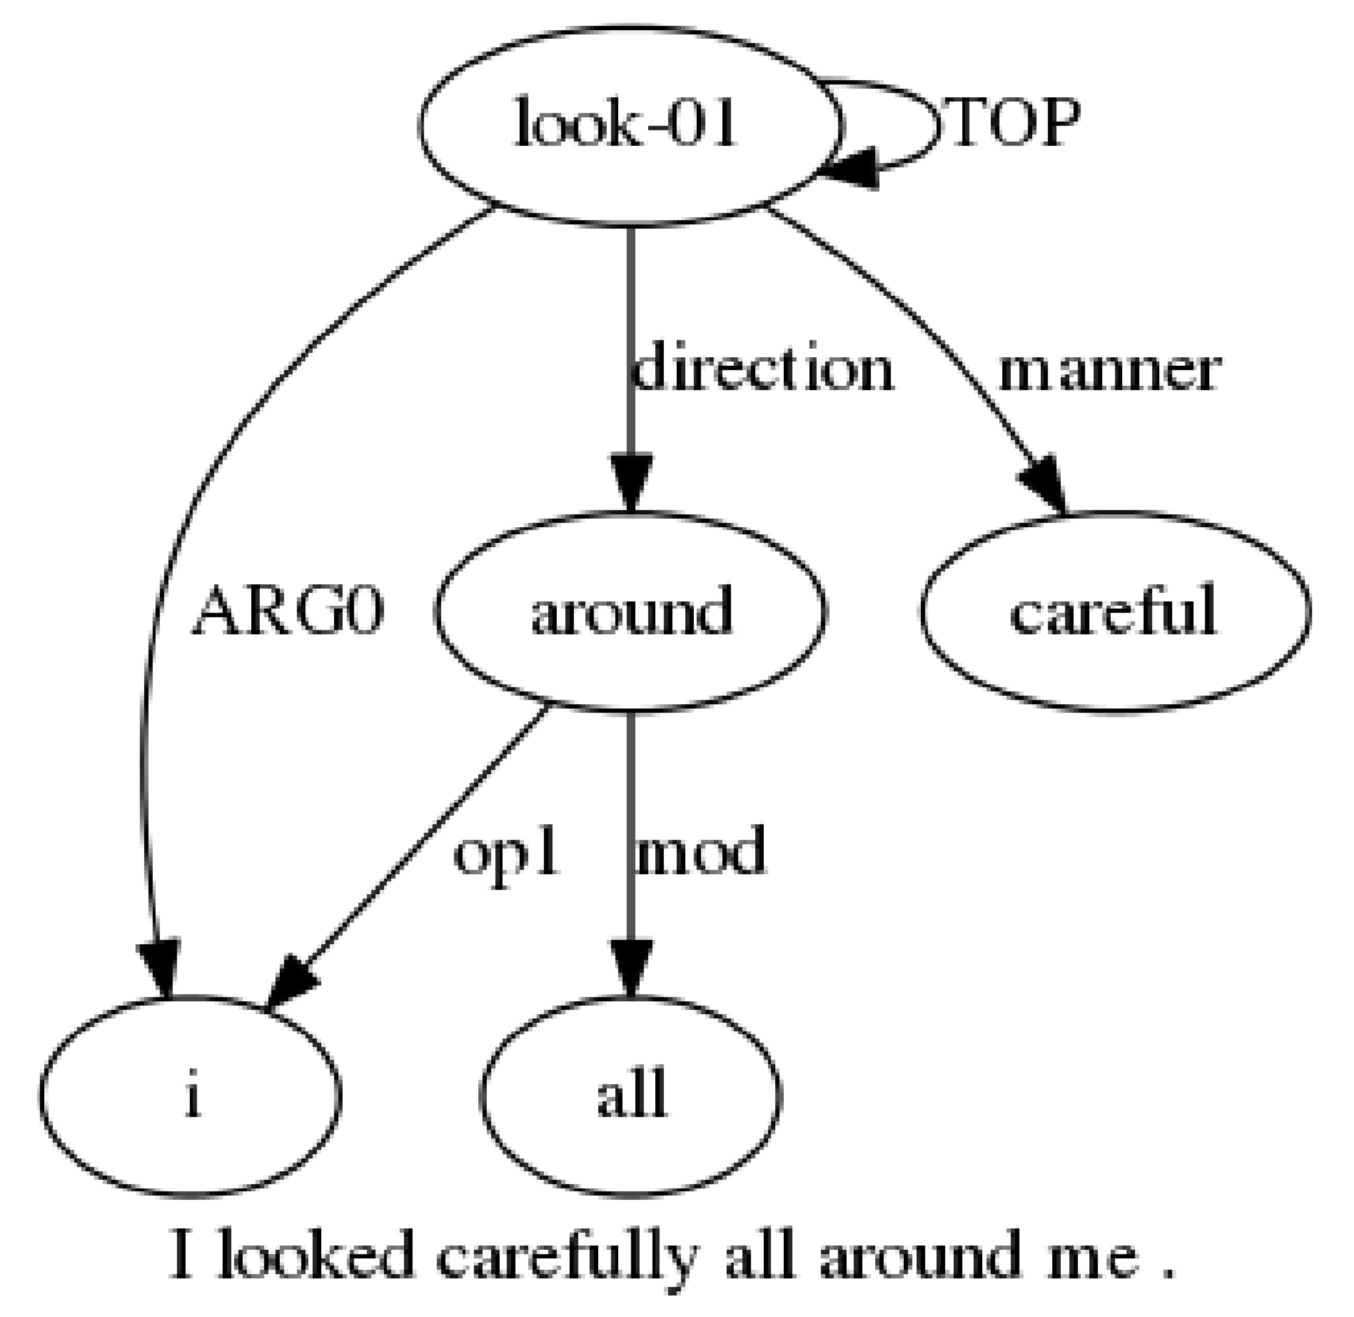 look-01 TOP
direction manner
ARG0 around careful
op1 mod
i all
I looked carefully all around me .